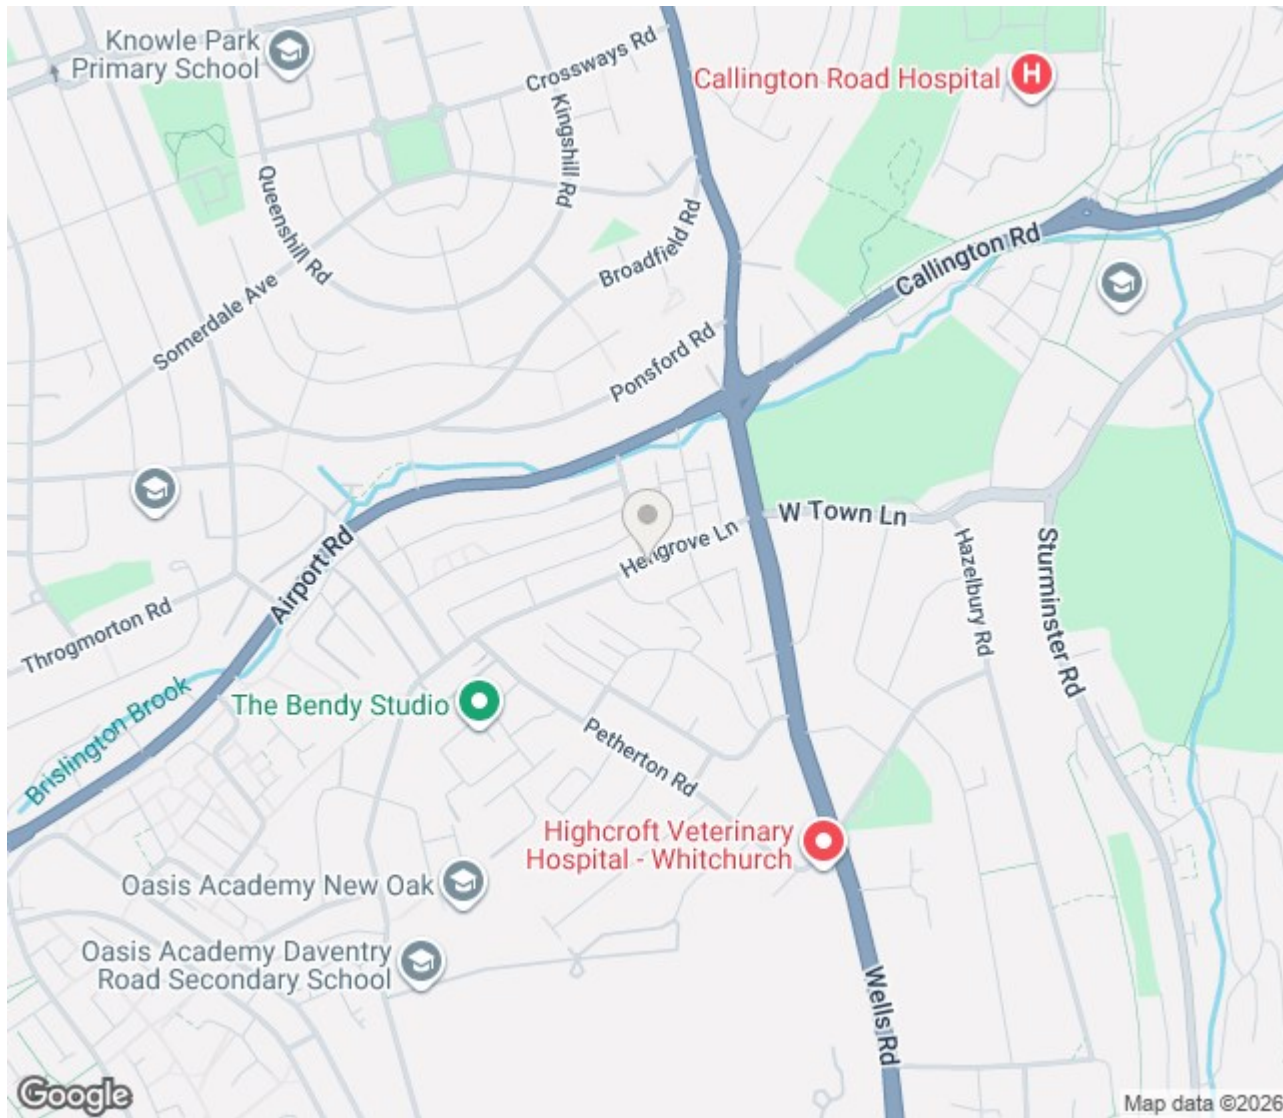 Knowle Park
Primary School
Crossways Rd
Callington Road Hospital
H
Kingshill Rd
Queenshill Rd
Broadfield Rd
Callington Rd
Somerdale Ave
Ponsford Rd
W Town Ln
Hengrove Ln
Hazelbury Rd
Sturminster Rd
Airport Rd
Throgmorton Rd
Brislington Brook
The Bendy Studio
Petherton Rd
Highcroft Veterinary
Hospital - Whitchurch
Oasis Academy New Oak
Oasis Academy Daventry
Road Secondary School
Wells Rd
Google
Map data ©2026